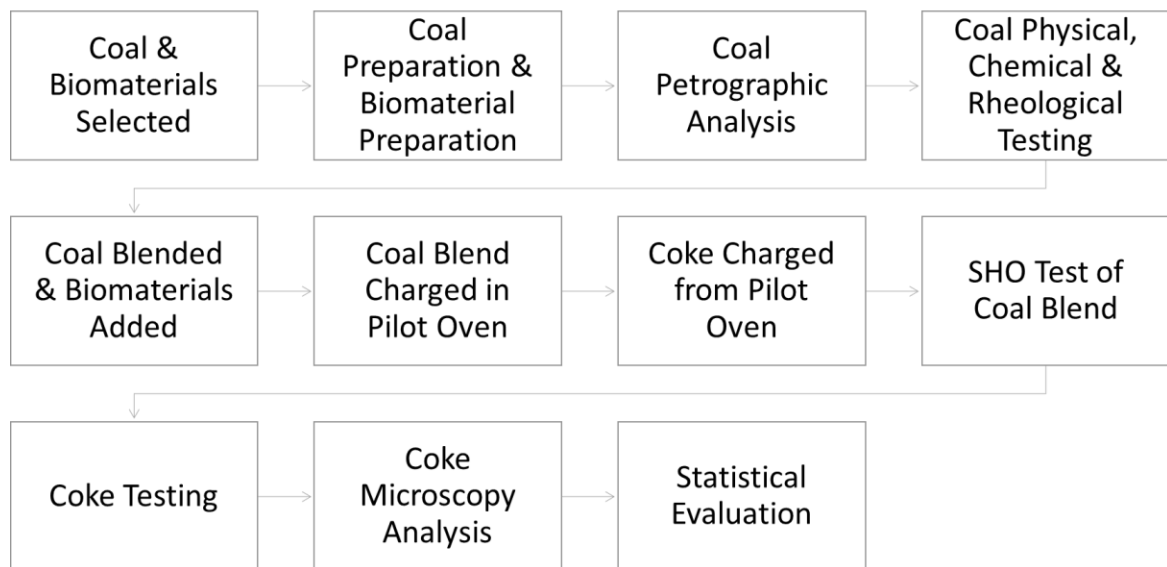 Coal &
Biomaterials
Selected
Coal
Preparation &
Biomaterial
Preparation
Coal
Petrographic
Analysis
Coal Physical,
Chemical &
Rheological
Testing
Coal Blended
& Biomaterials
Added
Coal Blend
Charged in
Pilot Oven
Coke Charged
from Pilot
Oven
SHO Test of
Coal Blend
Coke Testing
Coke
Microscopy
Analysis
Statistical
Evaluation